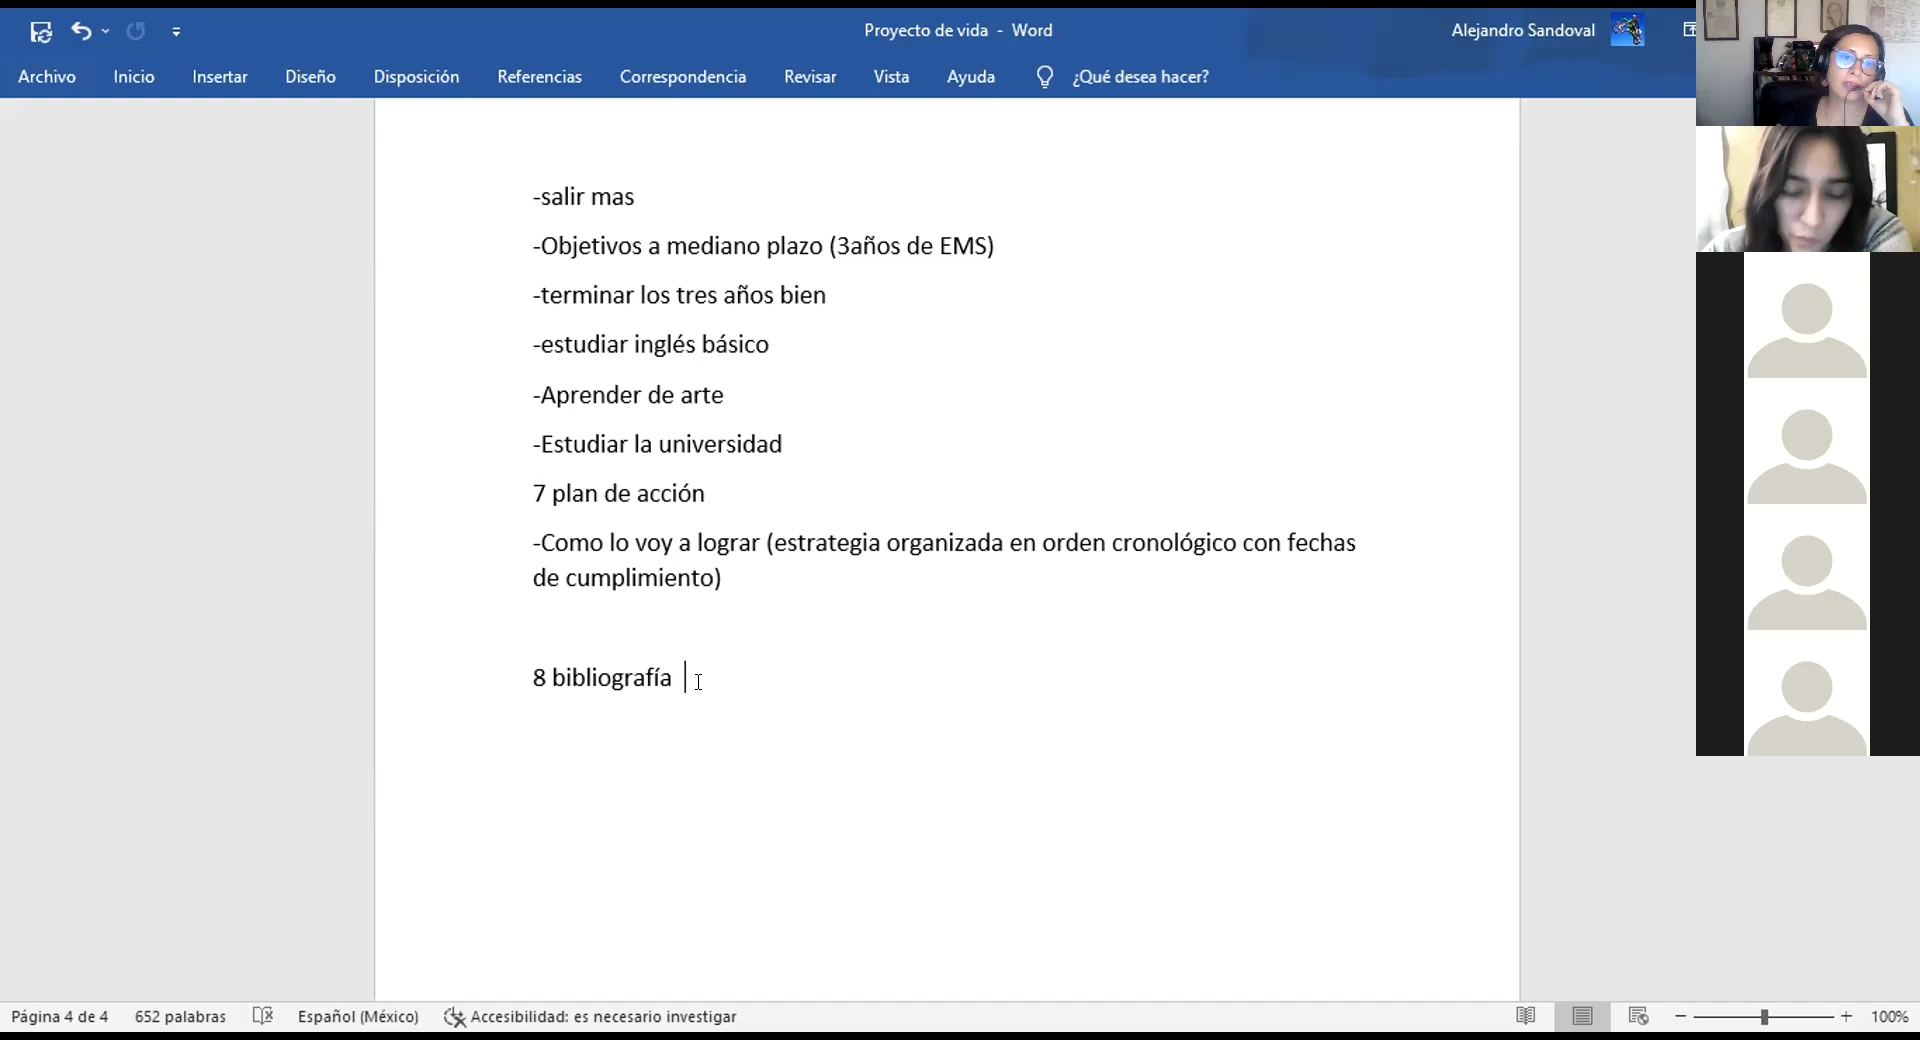 Proyecto de vida - Word
Alejandro Sandoval
Archivo Inicio Insertar Diseño Disposición Referencias Correspondencia Revisar Vista Ayuda ¿Qué desea hacer?
-salir mas
-Objetivos a mediano plazo (3años de EMS)
-terminar los tres años bien
-estudiar inglés básico
-Aprender de arte
-Estudiar la universidad
7 plan de acción
-Como lo voy a lograr (estrategia organizada en orden cronológico con fechas
de cumplimiento)
8 bibliografía
Página 4 de 4 652 palabras Español (México) Accesibilidad: es necesario investigar 100%